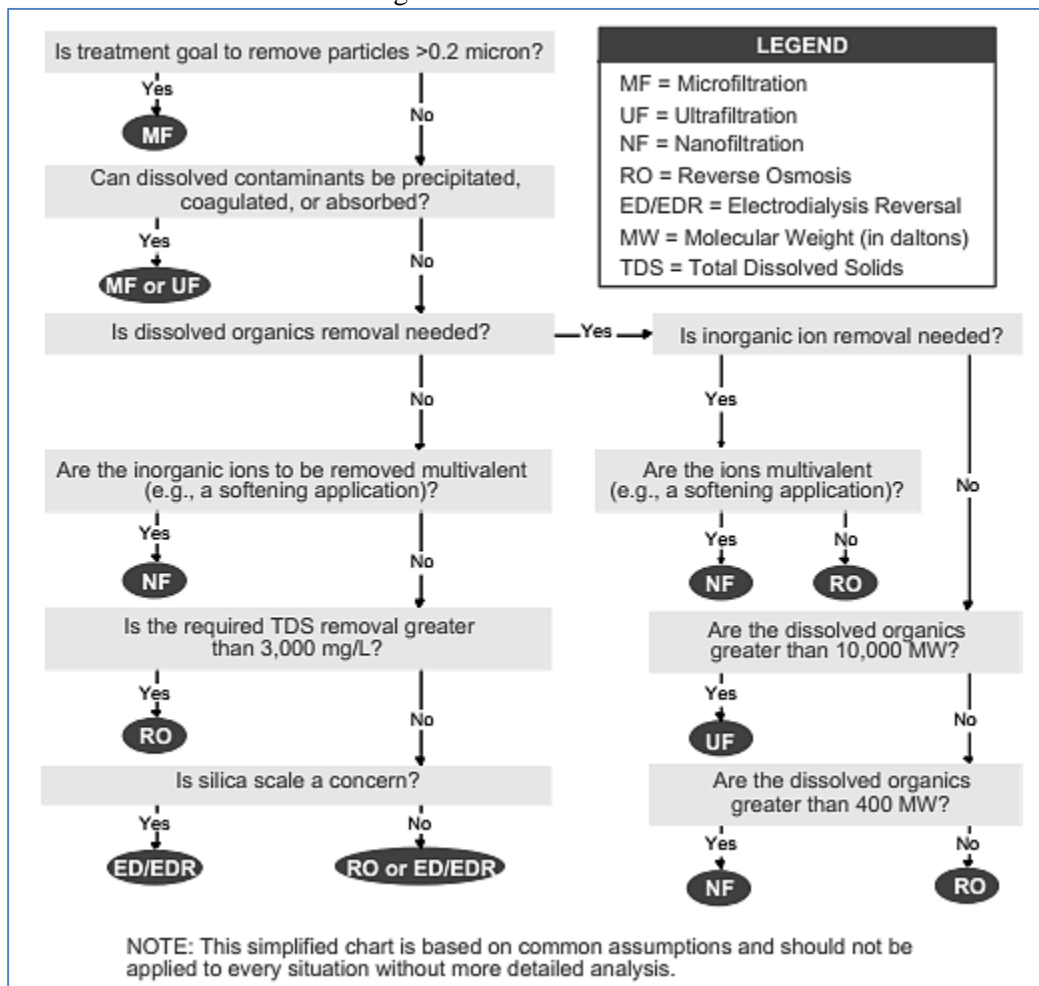 Is treatment goal to remove particles >0.2 micron?
Yes
No
MF
Can dissolved contaminants be precipitated,
coagulated, or absorbed?
Yes
No
MF or UF
Is dissolved organics removal needed?
Yes
Is inorganic ion removal needed?
No
Yes
No
Are the inorganic ions to be removed multivalent
(e.g., a softening application)?
Are the ions multivalent
(e.g., a softening application)?
Yes
No
Yes
No
NF
NF
RO
Is the required TDS removal greater
than 3,000 mg/L?
Are the dissolved organics
greater than 10,000 MW?
Yes
No
Yes
No
RO
UF
Is silica scale a concern?
Are the dissolved organics
greater than 400 MW?
Yes
No
Yes
No
ED/EDR
RO or ED/EDR
NF
RO
LEGEND
MF = Microfiltration
UF = Ultrafiltration
NF = Nanofiltration
RO = Reverse Osmosis
ED/EDR = Electrodialysis Reversal
MW = Molecular Weight (in daltons)
TDS = Total Dissolved Solids
NOTE: This simplified chart is based on common assumptions and should not be
applied to every situation without more detailed analysis.